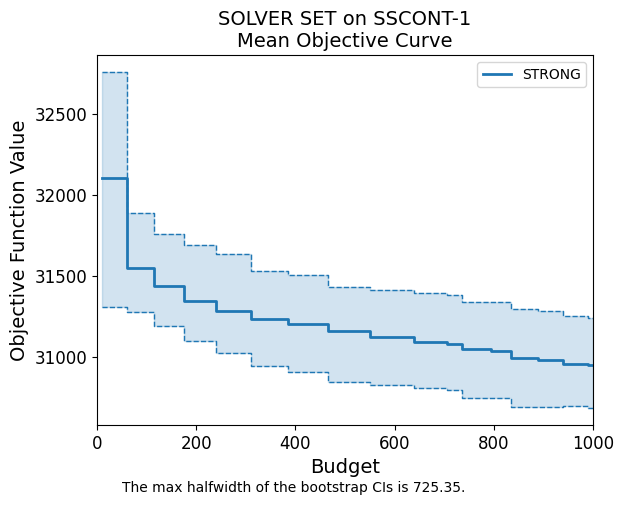 SOLVER SET on SSCONT-1
Mean Objective Curve
STRONG
Objective Function Value
32500
32000
31500
31000
0 200 400 600 800 1000
Budget
The max halfwidth of the bootstrap CIs is 725.35.